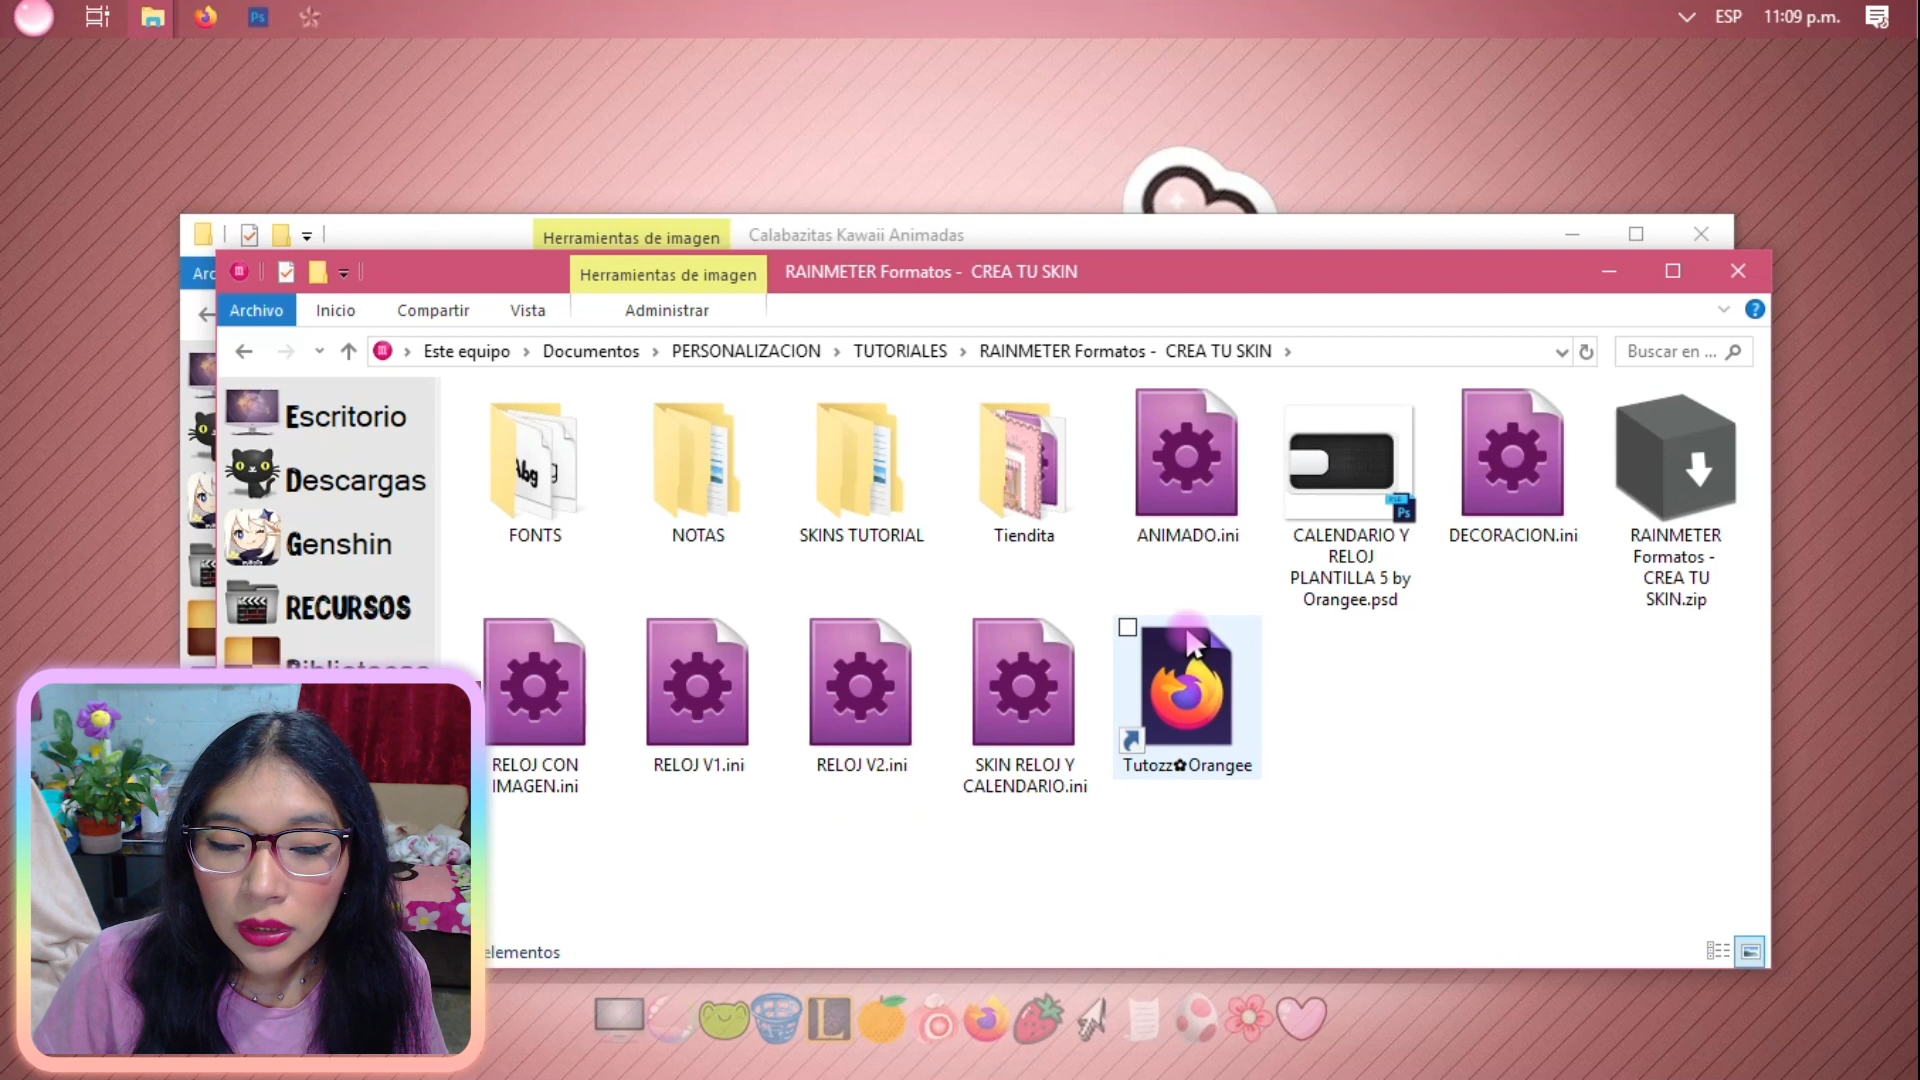 Ps
ESP
11:09 p.m.
Herramientas de imagen
Calabazitas Kawaii Animadas
Herramientas de imagen
RAINMETER Formatos - CREA TU SKIN
Archivo
Inicio
Compartir
Vista
Administrar
Este equipo
Documentos
PERSONALIZACION
TUTORIALES
RAINMETER Formatos - CREA TU SKIN
Buscar en ...
Escritorio
Descargas
Genshin
RECURSOS
Abg
FONTS
NOTAS
SKINS TUTORIAL
Tiendita
ANIMADO.ini
Ps
CALENDARIO Y
RELOJ
PLANTILLA 5 by
Orangee.psd
DECORACION.ini
RAINMETER
Formatos -
CREA TU
SKIN.zip
RELOJ CON
IMAGEN.ini
RELOJ V1.ini
RELOJ V2.ini
SKIN RELOJ Y
CALENDARIO.ini
Tutozz✿Orangee
elementos